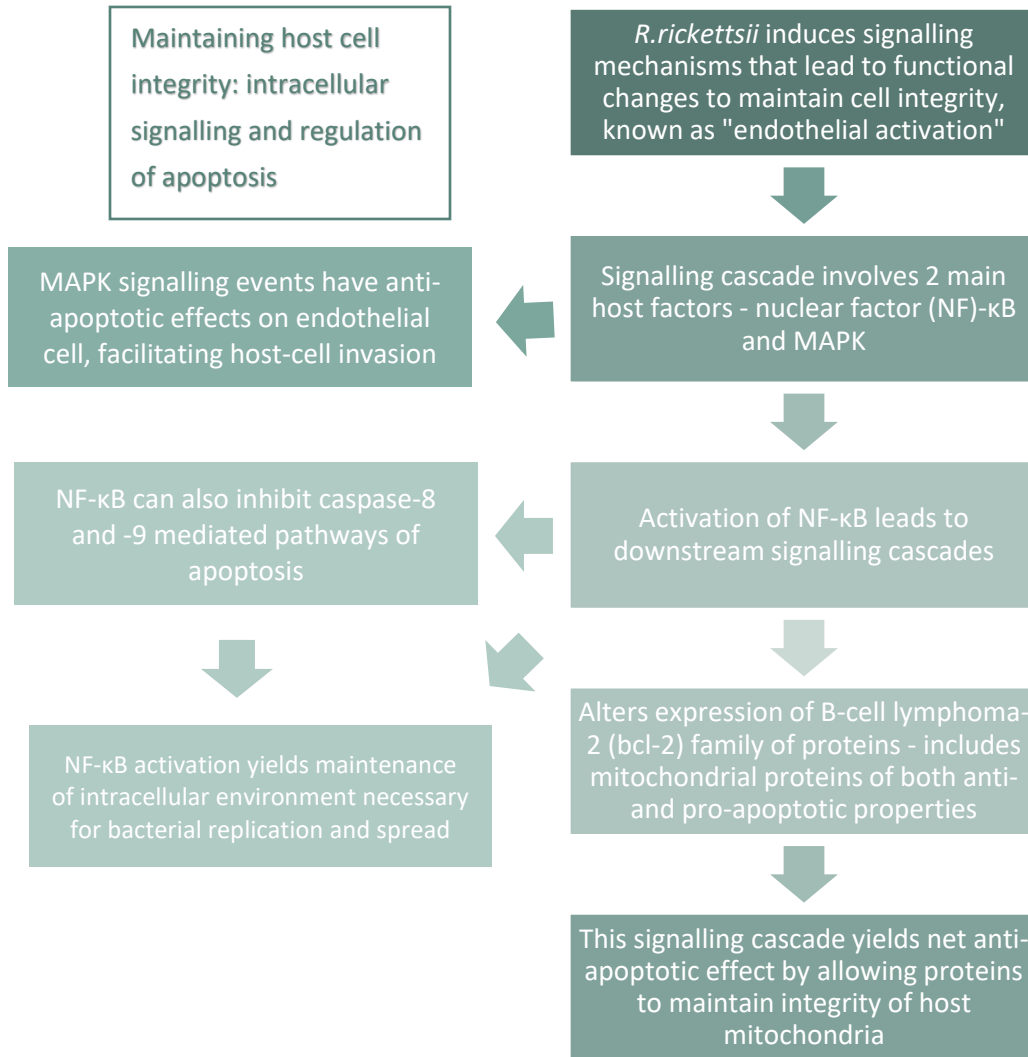 Maintaining host cell
integrity: intracellular
signalling and regulation
of apoptosis
R.rickettsii induces signalling
mechanisms that lead to functional
changes to maintain cell integrity,
known as "endothelial activation"
MAPK signalling events have anti-
apoptotic effects on endothelial
cell, facilitating host-cell invasion
Signalling cascade involves 2 main
host factors - nuclear factor (NF)-κB
and MAPK
NF-κB can also inhibit caspase-8
and -9 mediated pathways of
apoptosis
Activation of NF-κB leads to
downstream signalling cascades
NF-κB activation yields maintenance
of intracellular environment necessary
for bacterial replication and spread
Alters expression of B-cell lymphoma-
2 (bcl-2) family of proteins - includes
mitochondrial proteins of both anti-
and pro-apoptotic properties
This signalling cascade yields net anti-
apoptotic effect by allowing proteins
to maintain integrity of host
mitochondria